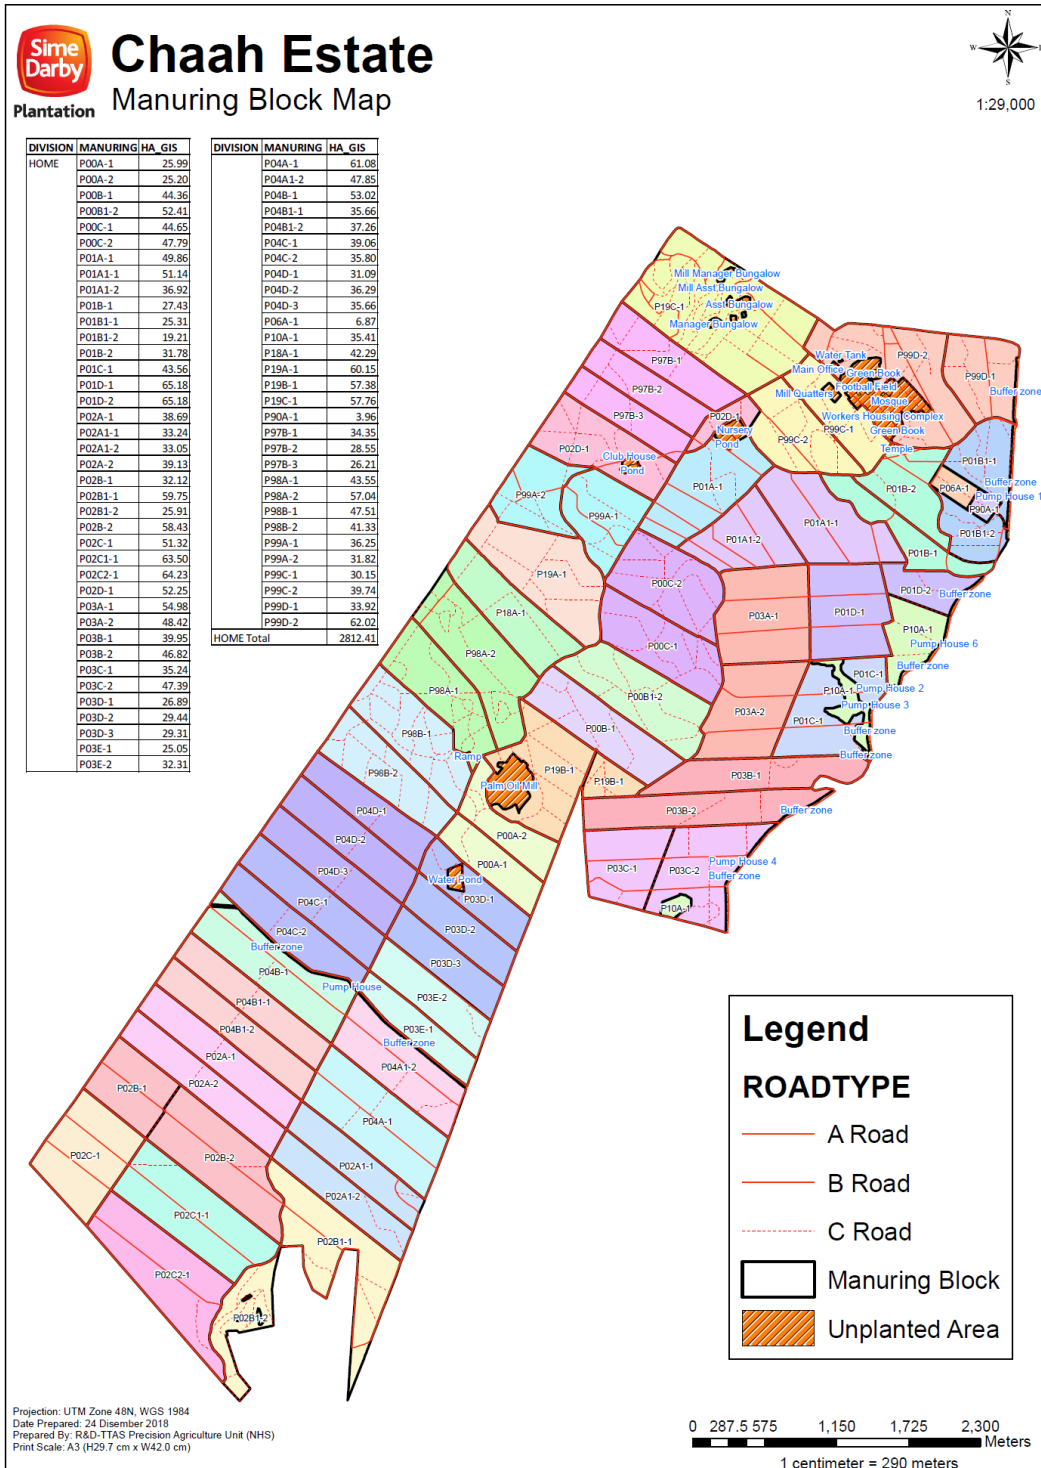 Sime
Darby
Plantation
Chaah Estate
Manuring Block Map
N
W
S
1:29,000
DIVISION MANURING HA_GIS
HOME P00A-1 25.99
P00A-2 25.20
P00B-1 44.36
P00B1-2 52.41
P00C-1 44.65
P00C-2 47.79
P01A-1 49.86
P01A1-1 51.14
P01A1-2 36.92
P01B-1 27.43
P01B1-1 25.31
P01B1-2 19.21
P01B-2 31.78
P01C-1 43.56
P01D-1 65.18
P01D-2 65.18
P02A-1 38.69
P02A1-1 33.24
P02A1-2 33.05
P02A-2 39.13
P02B-1 32.12
P02B1-1 59.75
P02B1-2 25.91
P02B-2 58.43
P02C-1 51.32
P02C1-1 63.50
P02C2-1 64.23
P02D-1 52.25
P03A-1 54.98
P03A-2 48.42
P03B-1 39.95
P03B-2 46.82
P03C-1 35.24
P03C-2 47.39
P03D-1 26.89
P03D-2 29.44
P03D-3 29.31
P03E-1 25.05
P03E-2 32.31
DIVISION MANURING HA_GIS
P04A-1 61.08
P04A1-2 47.85
P04B-1 53.02
P04B1-1 35.66
P04B1-2 37.26
P04C-1 39.06
P04C-2 35.80
P04D-1 31.09
P04D-2 36.29
P04D-3 35.66
P06A-1 6.87
P10A-1 35.41
P18A-1 42.29
P19A-1 60.15
P19B-1 57.38
P19C-1 57.76
P90A-1 3.96
P97B-1 34.35
P97B-2 28.55
P97B-3 26.21
P98A-1 43.55
P98A-2 57.04
P98B-1 47.51
P98B-2 41.33
P99A-1 36.25
P99A-2 31.82
P99C-1 30.15
P99C-2 39.74
P99D-1 33.92
P99D-2 62.02
HOME Total 2812.41
Mill Manager Bungalow
Mill Asst Bungalow
P19C-1
Asst Bungalow
Manager Bungalow
Water Tank
P99D-2
P97B-1
Main Office
Green Book
P99D-1
P97B-2
Football Field
Buffer zone
Mill Quatters
Mosque
P97B-3
P02D-1
Workers Housing Complex
Nursery
P99C-1
Green Book
Pond
P99C-2
Temple
P02D-1
Club House
Pond
P01B1-1
P01A-1
P01B-2
P06A-1
Buffer zone
P99A-2
Pump House 1
P90A-1
P99A-1
P01A1-1
P01B1-2
P01A1-2
P01B-1
P19A-1
P00C-2
P01D-2
Buffer zone
P18A-1
P03A-1
P01D-1
P10A-1
P98A-2
P00C-1
Pump House 6
Buffer zone
P01C-1
P98A-1
P00B1-2
P10A-1
Pump House 2
Pump House 3
P03A-2
P01C-1
P98B-1
P00B-1
Buffer zone
Ramp
Buffer zone
P98B-2
P19B-1
P19B-1
P03B-1
Palm Oil Mill
P04D-1
P03B-2
Buffer zone
P04D-2
P00A-2
P04D-3
P00A-1
P03C-1
P03C-2
Pump House 4
Water Pond
Buffer zone
P03D-1
P04C-1
P10A-1
P04C-2
P03D-2
Buffer zone
P03D-3
P04B-1
Pump House
P03E-2
P04B1-1
P04B1-2
P03E-1
Buffer zone
P02A-1
P04A1-2
P02A-2
P02B-1
P04A-1
P02C-1
P02B-2
P02A1-1
P02A1-2
P02C1-1
P02B1-1
P02C2-1
P02B1-2
Legend
ROADTYPE
A Road
B Road
C Road
Manuring Block
Unplanted Area
Projection: UTM Zone 48N, WGS 1984
Date Prepared: 24 Disember 2018
Prepared By: R&D-TTAS Precision Agriculture Unit (NHS)
Print Scale: A3 (H29.7 cm x W42.0 cm)
0 287.5 575 1,150 1,725 2,300
Meters
1 centimeter = 290 meters